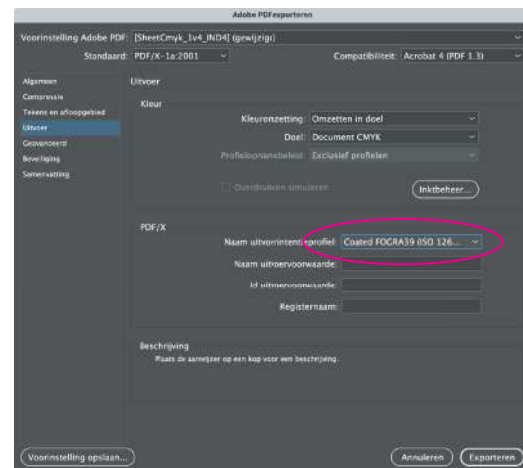 Adobe PDF exporteren
Voorinstelling Adobe PDF: [SheetCmyk_1v4_IND4] (gewijzigd)
Standaard: PDF/X-1a:2001 Compatibiliteit: Acrobat 4 (PDF 1.3)
Algemeen
Compressie
Tekens en afloopgebied
Uitvoer
Geavanceerd
Beveiliging
Samenvatting
Uitvoer
Kleur
Kleuromzetting: Omzetten in doel
Doel: Document CMYK
Profielopnamebeleid: Exclusief profielen
Overdrukken simuleren
Inktbeheer...
PDF/X
Naam uitvoerintentieprofiel: Coated FOGRA39 (ISO 126...
Naam uitvoervoorwaarde:
Id uitvoervoorwaarde:
Registernaam:
Beschrijving
Plaats de aanwijzer op een kop voor een beschrijving.
Voorinstelling opslaan...
Annuleren Exporteren